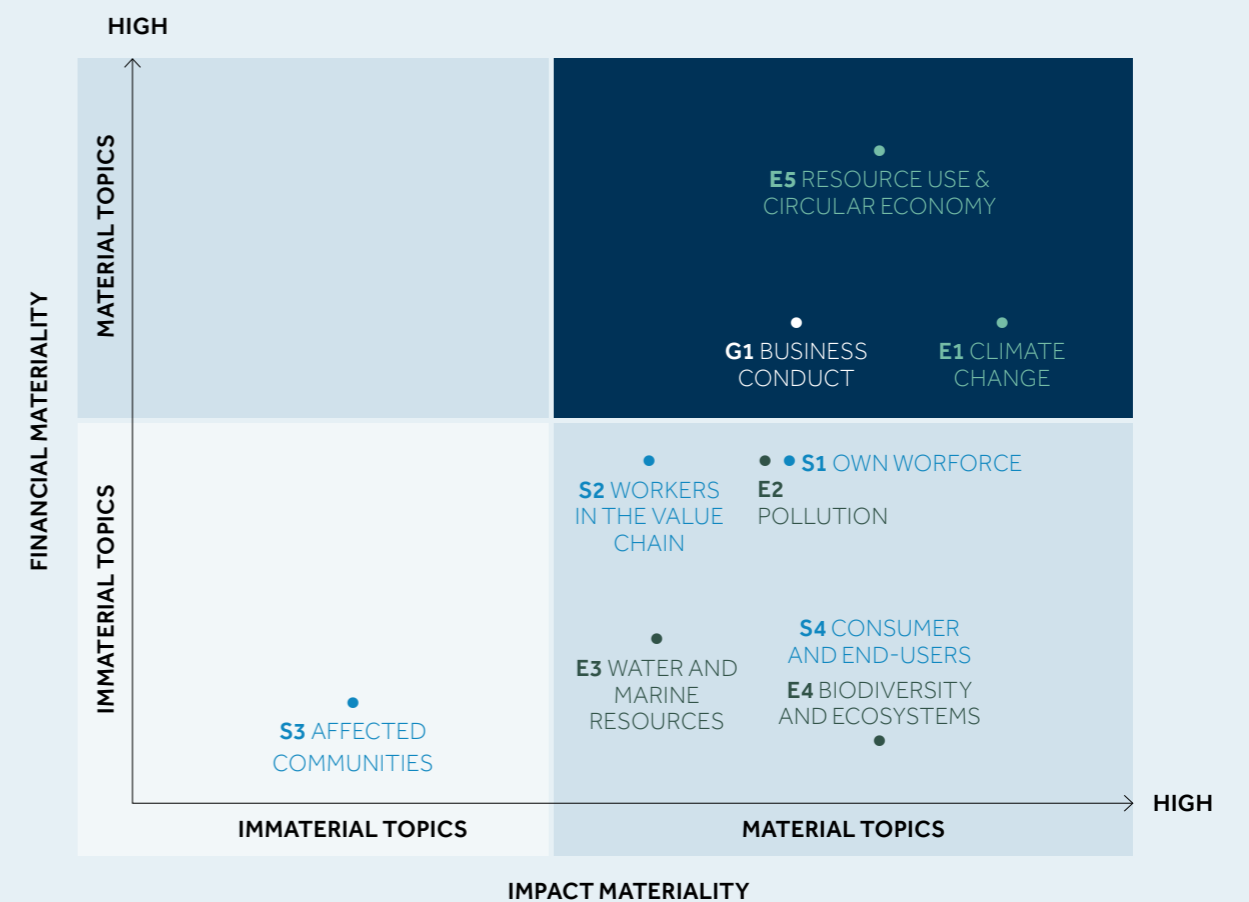 HIGH
MATERIAL TOPICS
E5 RESOURCE USE &
CIRCULAR ECONOMY
G1 BUSINESS
CONDUCT
E1 CLIMATE
CHANGE
FINANCIAL MATERIALITY
IMMATERIAL TOPICS
S2 WORKERS
IN THE VALUE
CHAIN
S1 OWN WORFORCE
E2
POLLUTION
S4 CONSUMER
AND END-USERS
E3 WATER AND
MARINE
RESOURCES
E4 BIODIVERSITY
AND ECOSYSTEMS
S3 AFFECTED
COMMUNITIES
HIGH
IMMATERIAL TOPICS
MATERIAL TOPICS
IMPACT MATERIALITY